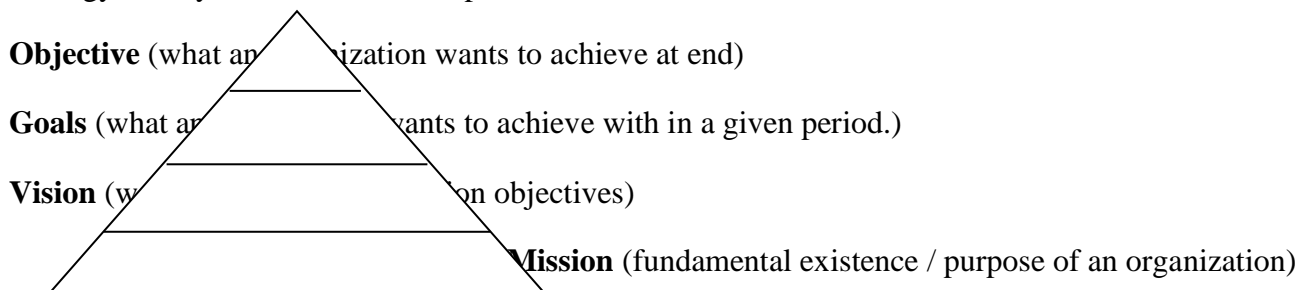 Objective (what an ization wants to achieve at end)
Goals (what an wants to achieve with in a given period.)
Vision ( on objectives)
Mission (fundamental existence / purpose of an organization)